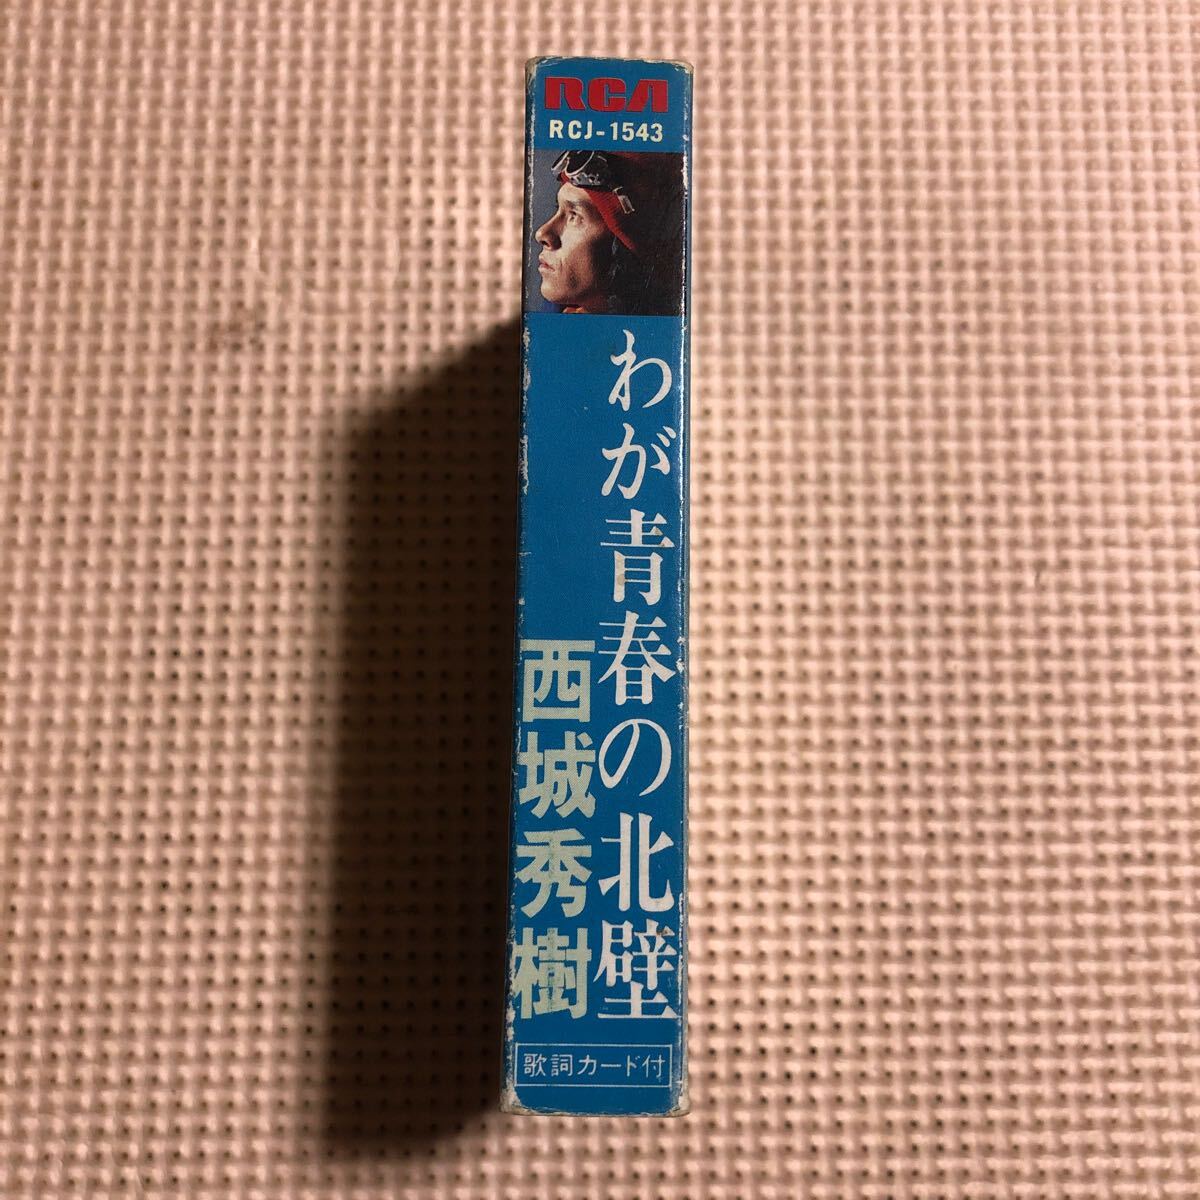 RCA
RCJ-1543
わが青春の北壁
西城秀樹
歌詞カード付